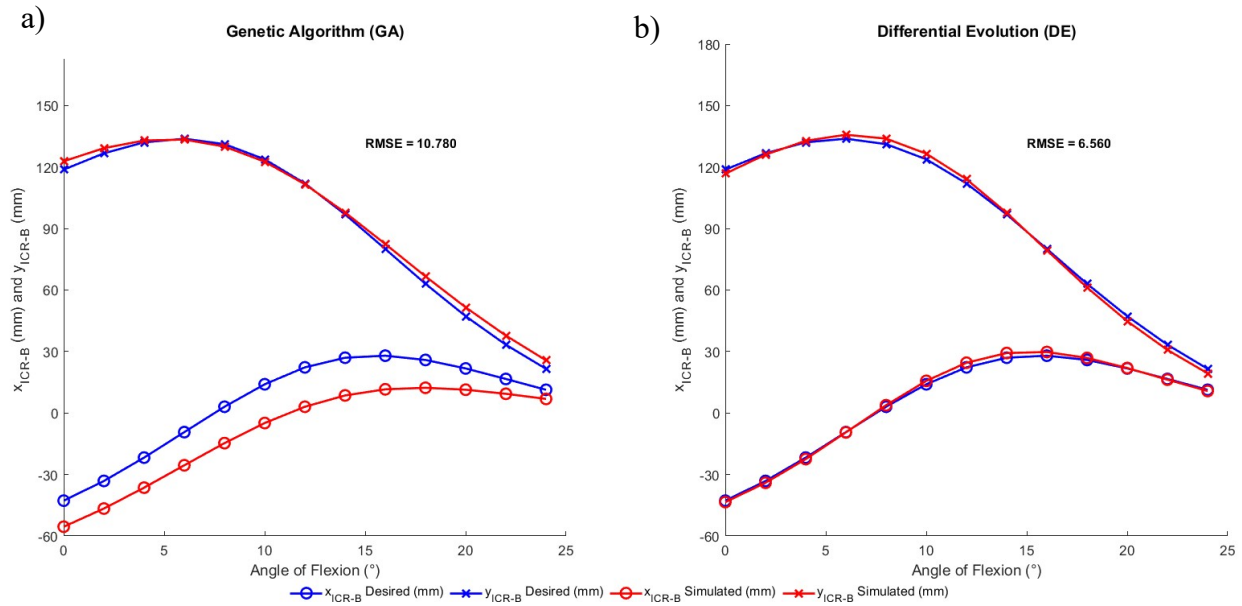 a)
Genetic Algorithm (GA)
150
120
90
60
30
0
-30
-60
x_ICR-B (mm) and y_ICR-B (mm)
RMSE = 10.780
0 5 10 15 20 25
Angle of Flexion (°)
b)
Differential Evolution (DE)
180
150
120
90
60
30
0
-30
-60
x_ICR-B (mm) and y_ICR-B (mm)
RMSE = 6.560
0 5 10 15 20 25
Angle of Flexion (°)
x_ICR-B Desired (mm) y_ICR-B Desired (mm) x_ICR-B Simulated (mm) y_ICR-B Simulated (mm)